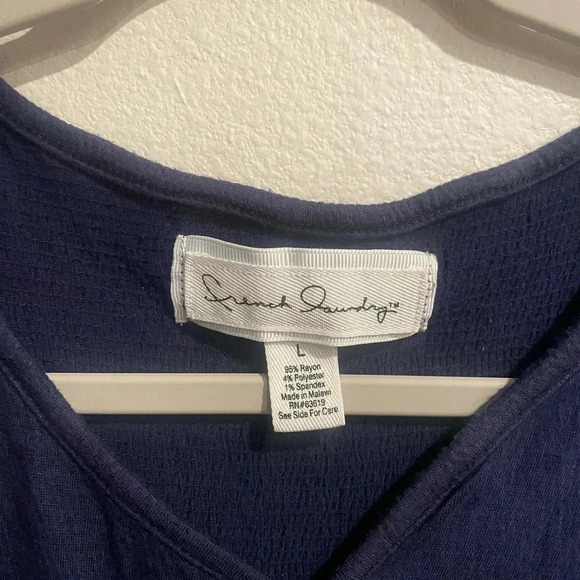 French Laundry™
L
95% Rayon
4% Polyester
1% Spandex
Made in Malawi
RN#63619
See Side For Care